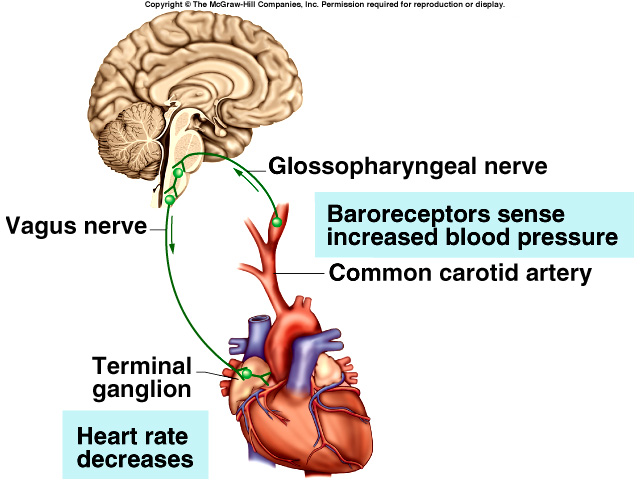 Copyright © The McGraw-Hill Companies, Inc. Permission required for reproduction or display.
Glossopharyngeal nerve
Baroreceptors sense
increased blood pressure
Vagus nerve
Common carotid artery
Terminal
ganglion
Heart rate
decreases